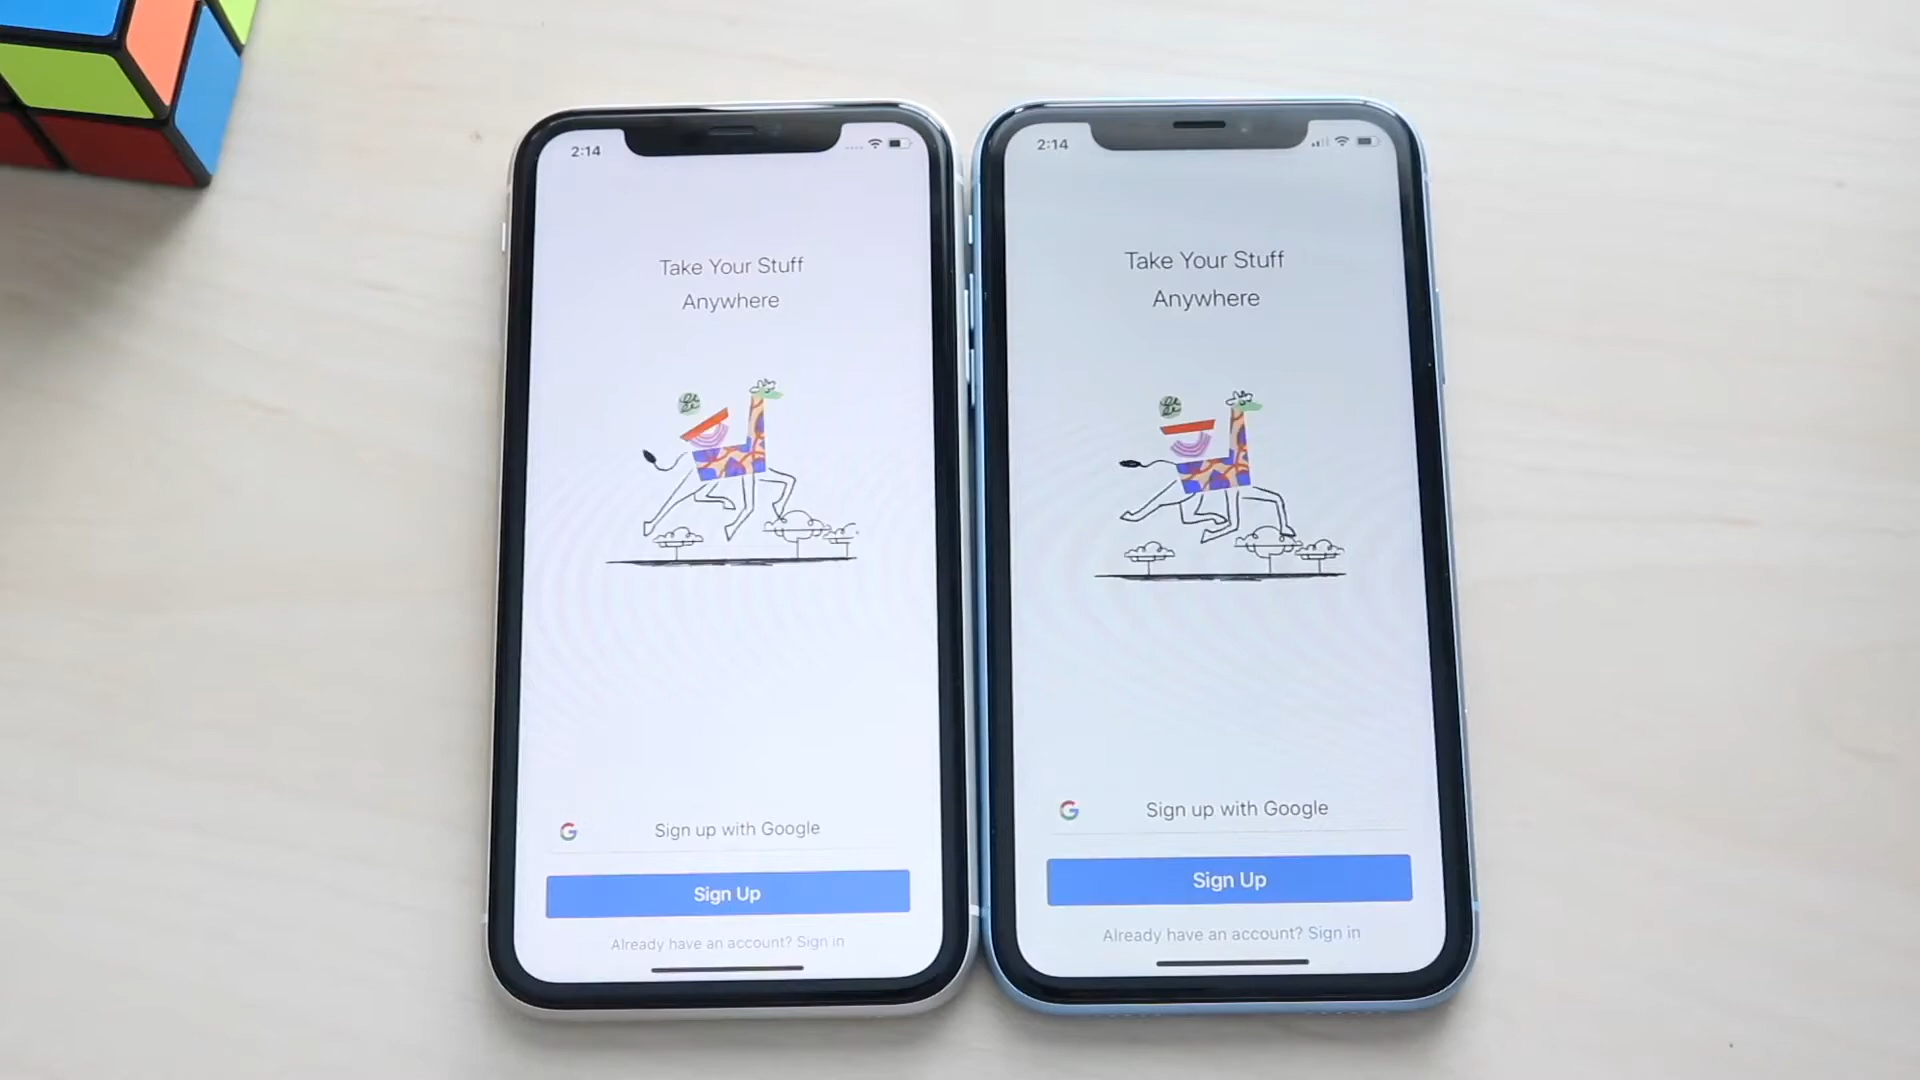 2:14
Take Your Stuff
Anywhere
Sign up with Google
Sign Up
Already have an account? Sign in
2:14
Take Your Stuff
Anywhere
Sign up with Google
Sign Up
Already have an account? Sign in